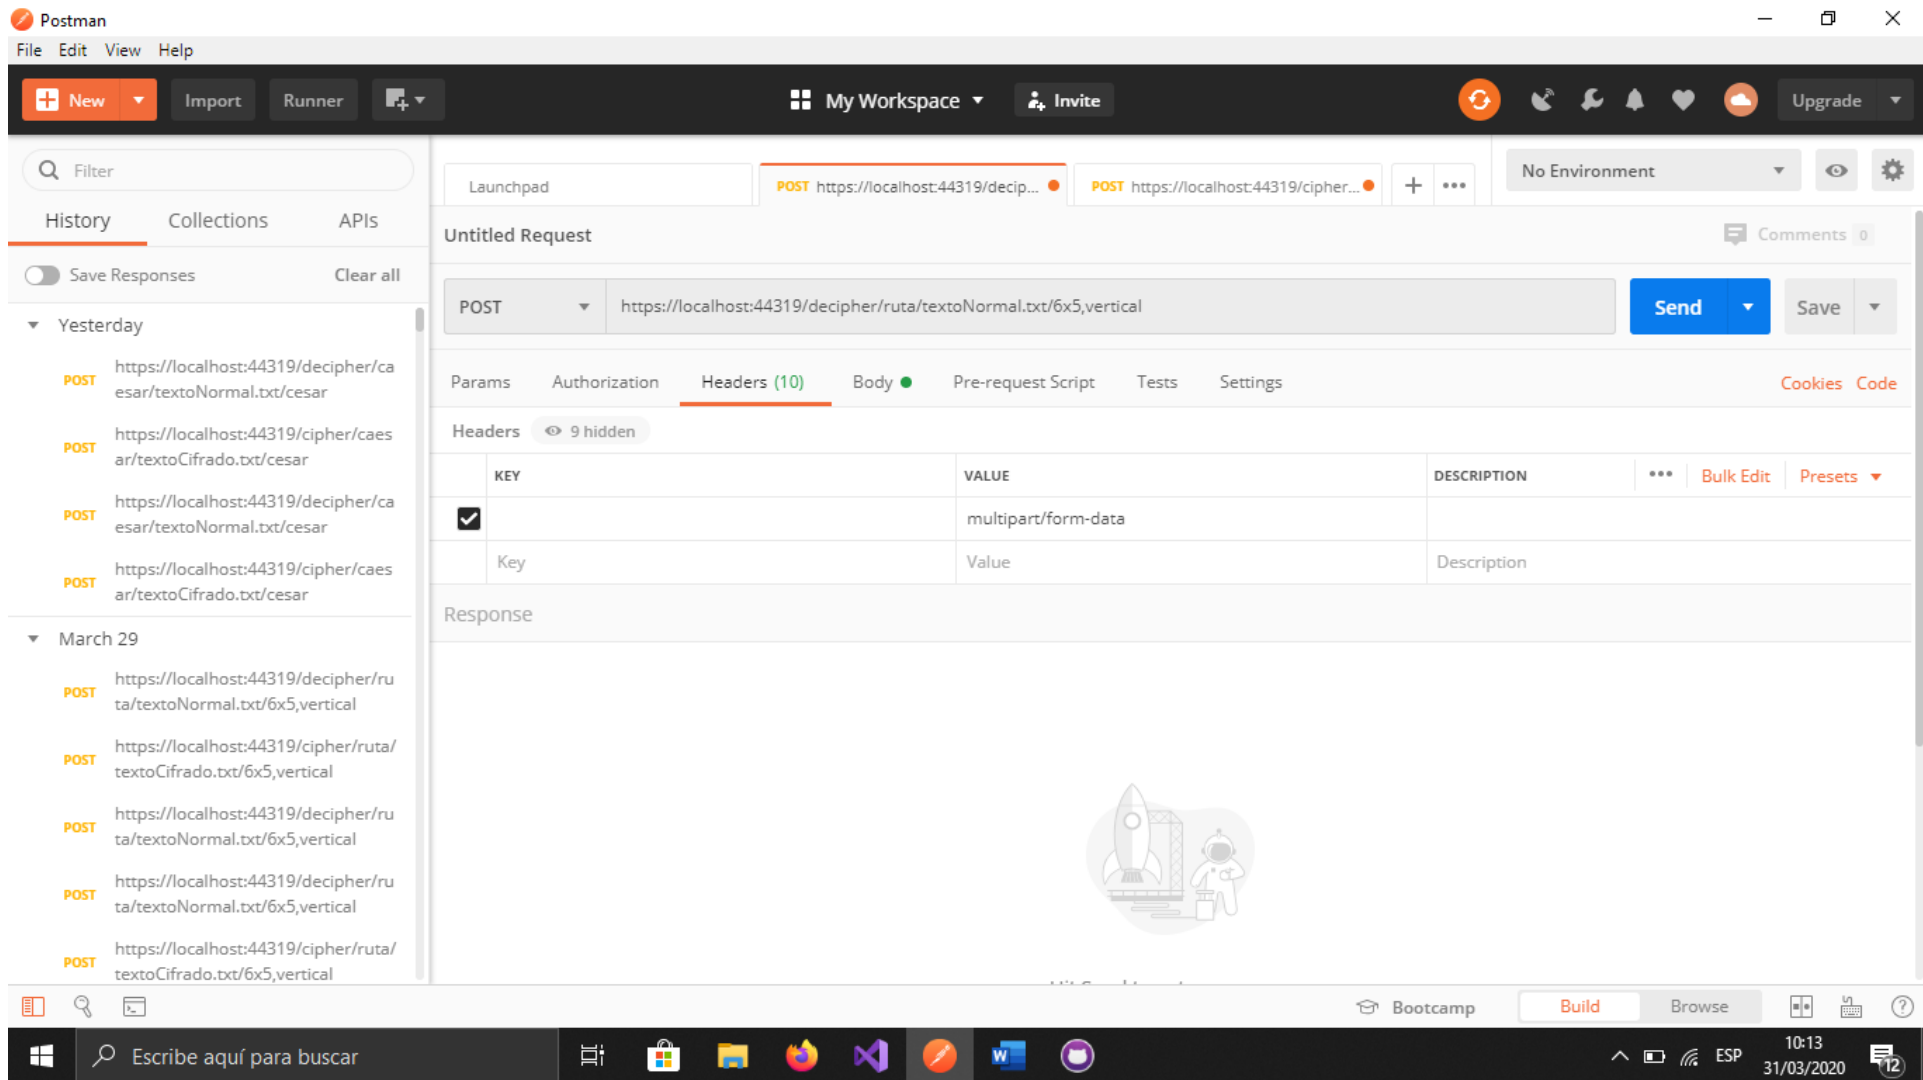 Postman
File Edit View Help
New Import Runner My Workspace Invite Upgrade
Filter
History Collections APIs
Save Responses Clear all
Yesterday
POST https://localhost:44319/decipher/ca
esar/textoNormal.txt/cesar
POST https://localhost:44319/cipher/caes
ar/textoCifrado.txt/cesar
POST https://localhost:44319/decipher/ca
esar/textoNormal.txt/cesar
POST https://localhost:44319/cipher/caes
ar/textoCifrado.txt/cesar
March 29
POST https://localhost:44319/decipher/ru
ta/textoNormal.txt/6x5,vertical
POST https://localhost:44319/cipher/ruta/
textoCifrado.txt/6x5,vertical
POST https://localhost:44319/decipher/ru
ta/textoNormal.txt/6x5,vertical
POST https://localhost:44319/decipher/ru
ta/textoNormal.txt/6x5,vertical
POST https://localhost:44319/cipher/ruta/
textoCifrado.txt/6x5,vertical
Launchpad POST https://localhost:44319/decip... POST https://localhost:44319/cipher... + ••• No Environment
Untitled Request Comments 0
POST https://localhost:44319/decipher/ruta/textoNormal.txt/6x5,vertical Send Save
Params Authorization Headers (10) Body Pre-request Script Tests Settings Cookies Code
Headers 9 hidden
KEY VALUE DESCRIPTION ••• Bulk Edit Presets
multipart/form-data
Key Value Description
Response
Bootcamp Build Browse
Escribe aquí para buscar
ESP
10:13
31/03/2020
12